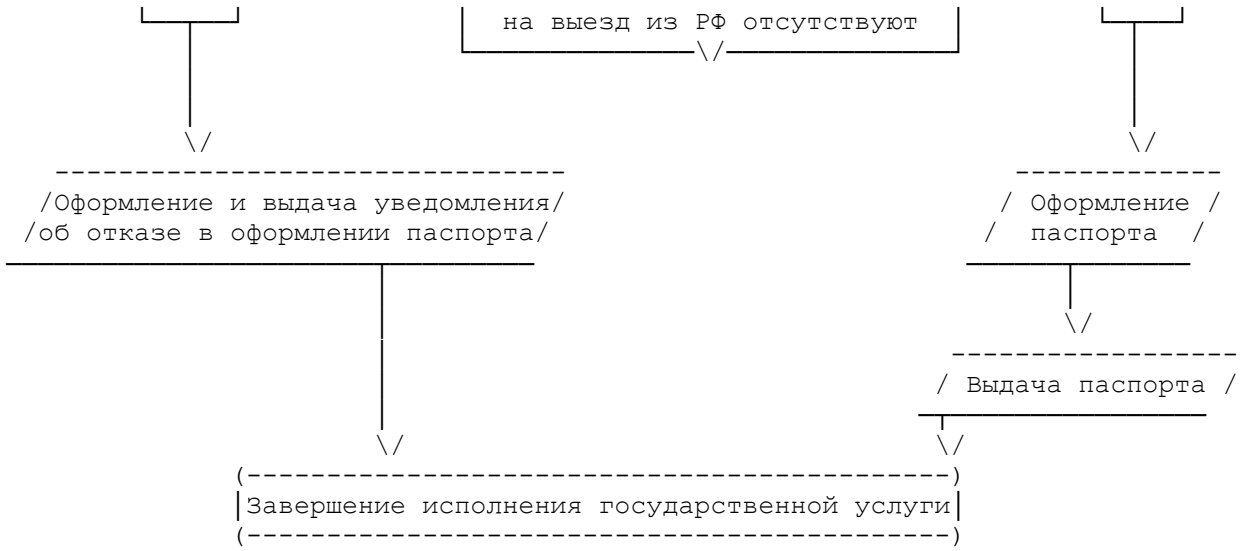 на выезд из РФ отсутствуют
Оформление и выдача уведомления
об отказе в оформлении паспорта
Оформление
паспорта
Выдача паспорта
Завершение исполнения государственной услуги